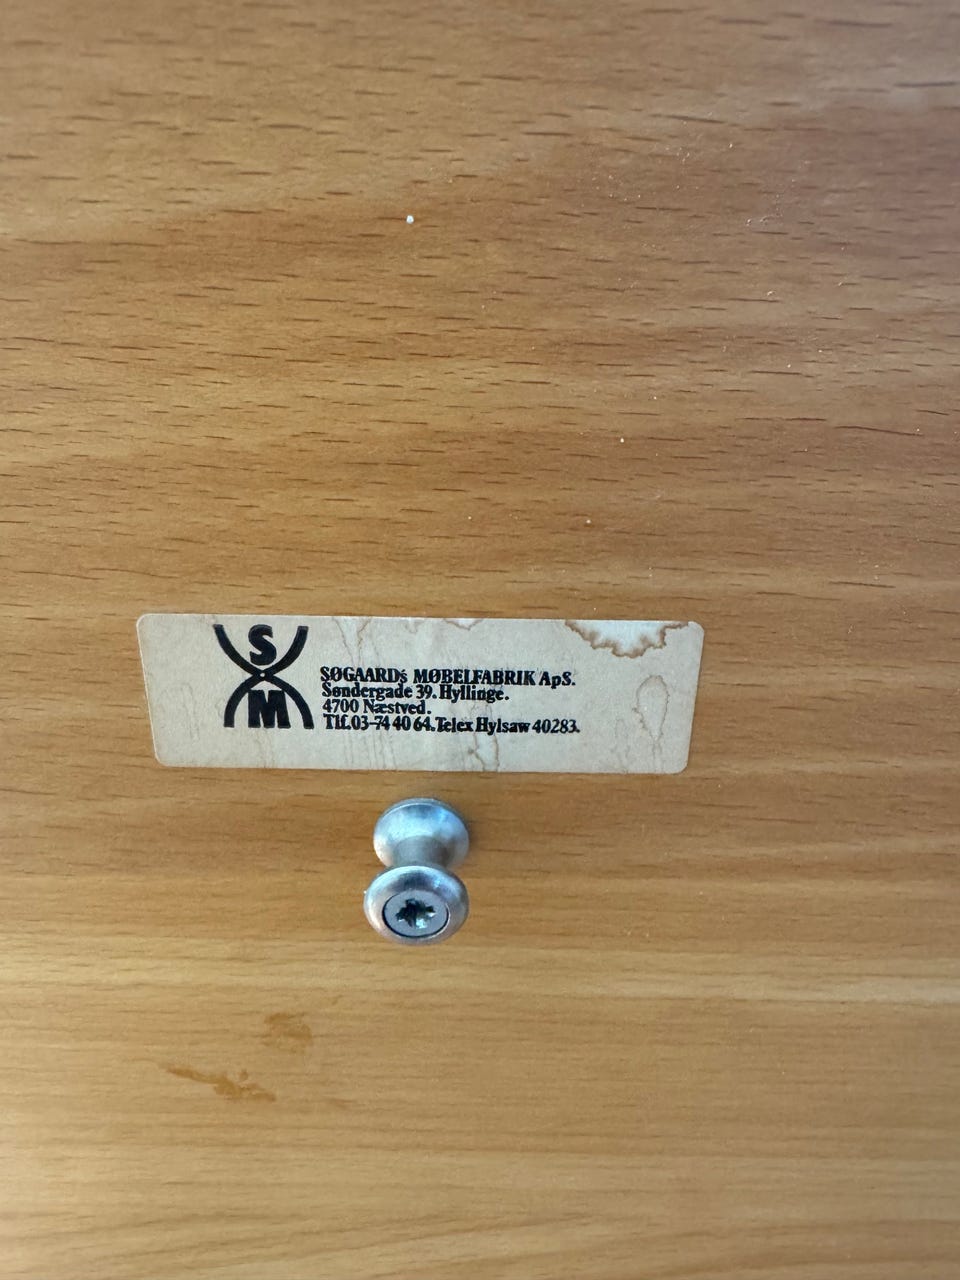 S
M
SØGAARDs MØBELFABRIK ApS.
Søndergade 39. Hyllinge.
4700 Næstved.
Tlf.03-74 40 64.Telex Hylsaw 40283.